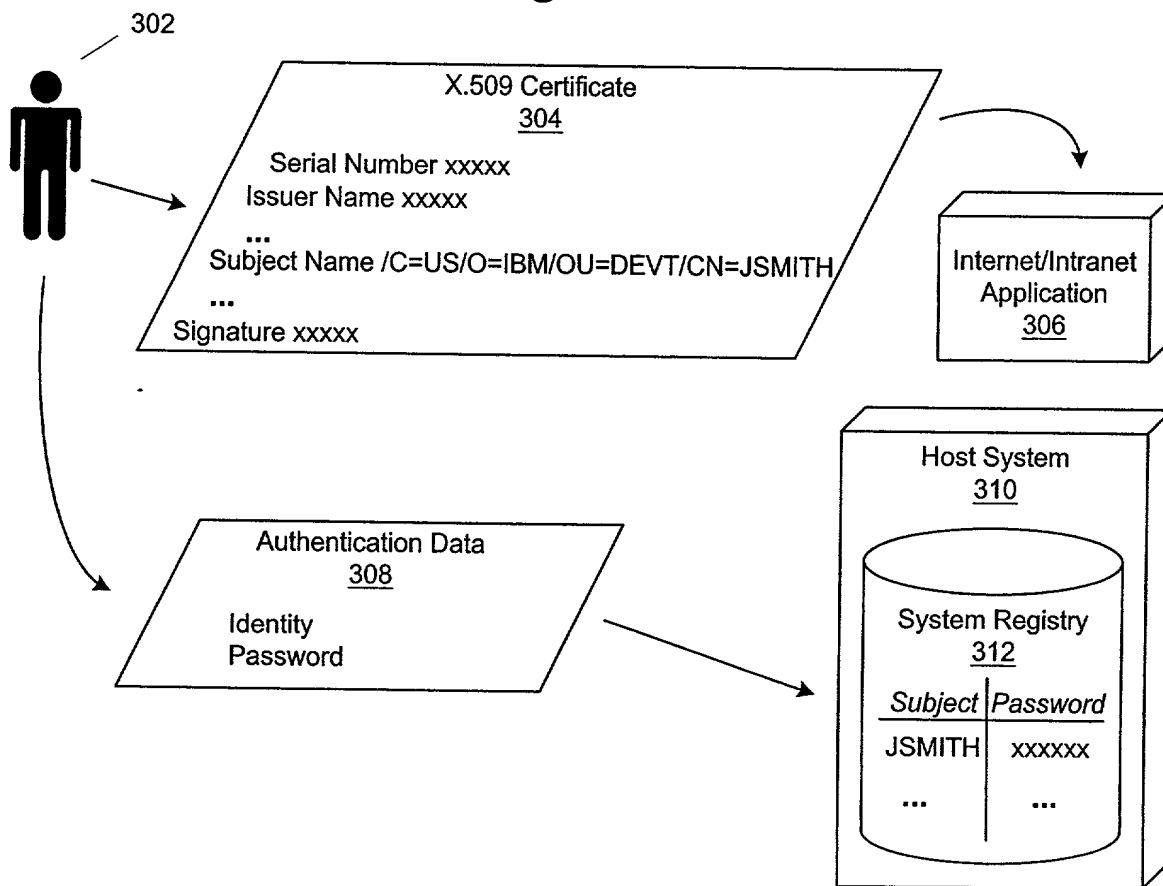 302
X.509 Certificate
304
Serial Number xxxxx
Issuer Name xxxxx
...
Subject Name /C=US/O=IBM/OU=DEVT/CN=JSMITH
...
Signature xxxxx
Internet/Intranet
Application
306
Host System
310
Authentication Data
308
Identity
Password
System Registry
312
Subject Password
JSMITH xxxxxx
... ...